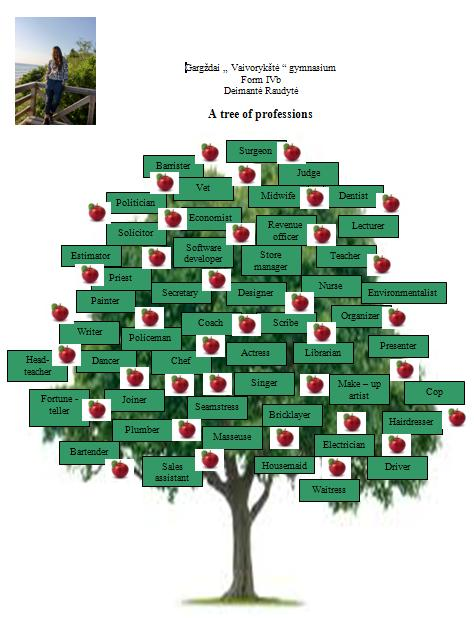 Gargždai „ Vaivorykštė “ gymnasium
Form IVb
Deimantė Raudytė
A tree of professions
Surgeon
Barrister
Judge
Vet
Midwife
Dentist
Politician
Economist
Solicitor
Revenue
officer
Lecturer
Estimator
Software
developer
Store
manager
Teacher
Priest
Secretary
Designer
Nurse
Environmentalist
Painter
Coach
Scribe
Organizer
Writer
Policeman
Actress
Librarian
Presenter
Head-
teacher
Dancer
Chef
Singer
Make – up
artist
Cop
Fortune -
teller
Joiner
Seamstress
Bricklayer
Hairdresser
Plumber
Masseuse
Electrician
Bartender
Sales
assistant
Housemaid
Driver
Waitress